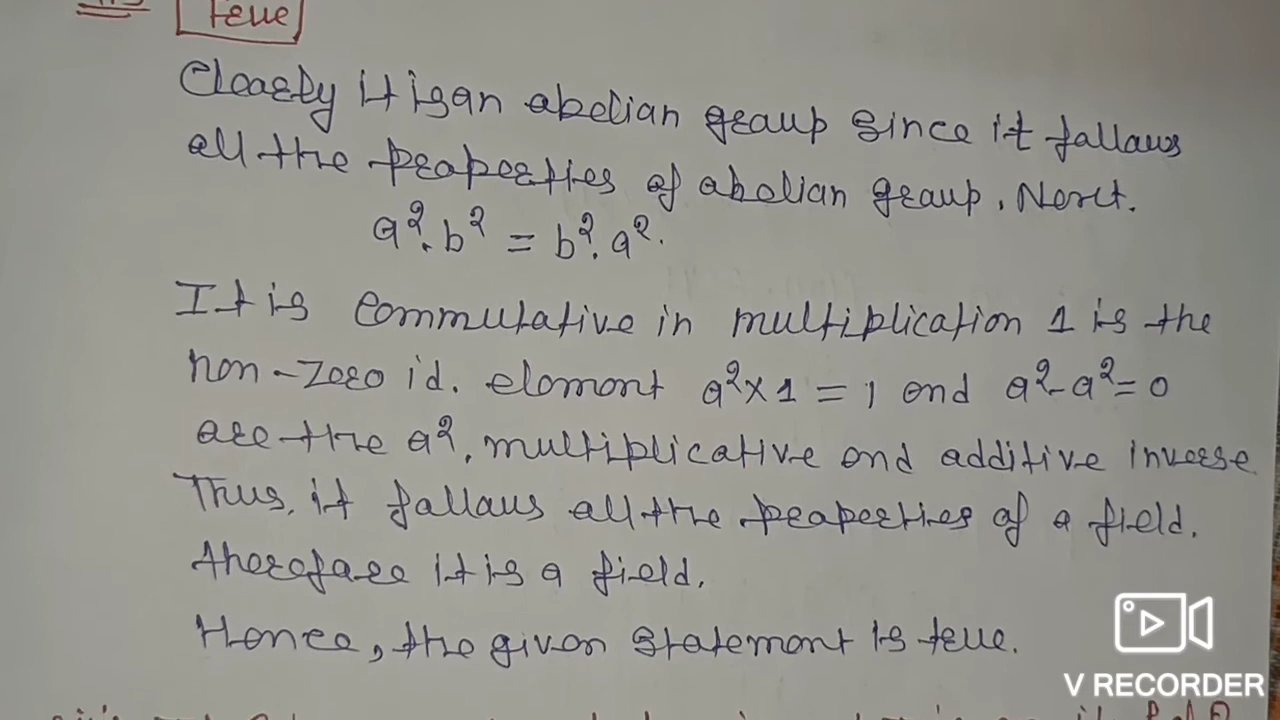 True
Clearly it is an abelian group since it follows
all the properties of abelian group. Next.
a².b² = b².a².
It is commutative in multiplication 1 is the
non-zero id. element a²x1 = 1 and a²-a²=0
are the a², multiplicative and additive inverse
Thus, it follows all the properties of a field.
therefore it is a field.
Hence, the given statement is true.
V RECORDER